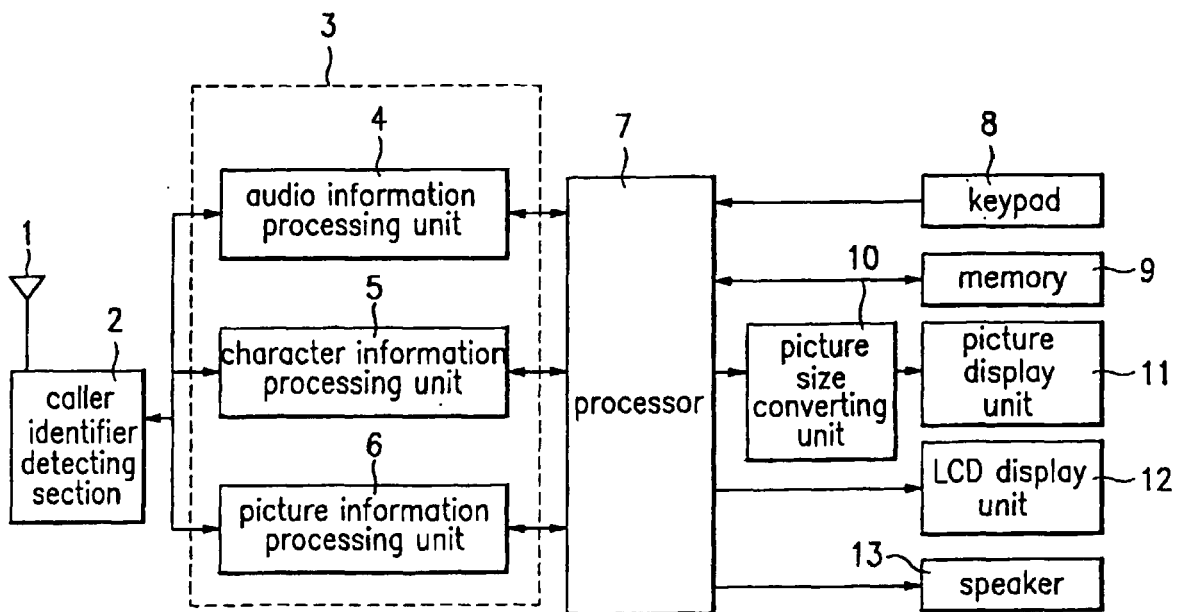 3
4
audio information
processing unit
7
8
keypad
1
10
memory
9
2
5
character information
processing unit
picture
size
converting
unit
picture
display
unit
11
processor
caller
identifier
detecting
section
6
picture information
processing unit
LCD display
unit
12
13
speaker